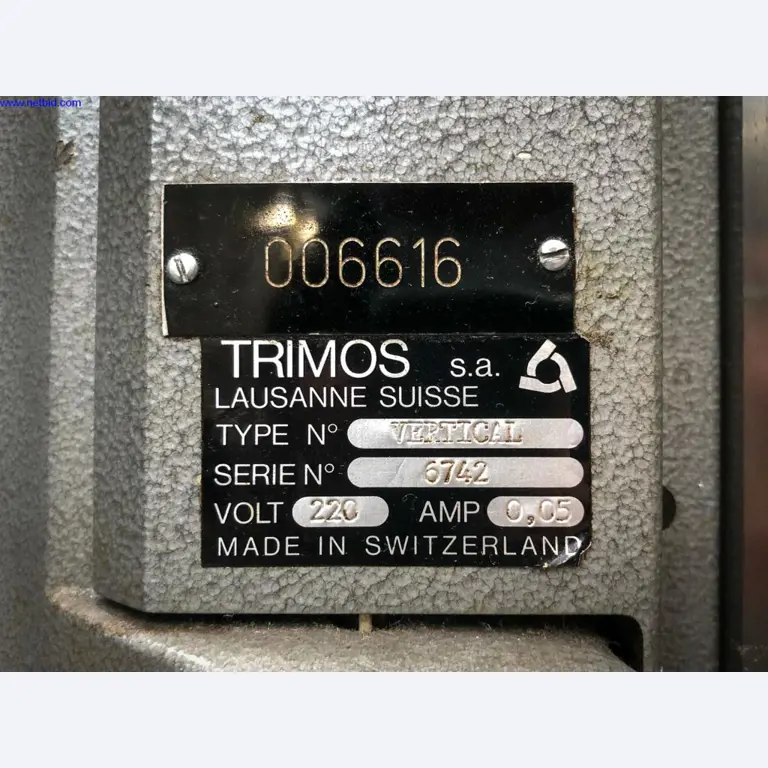 www.netbid.com
006616
TRIMOS s.a.
LAUSANNE SUISSE
TYPE N° VERTICAL
SERIE N° 6742
VOLT 220 AMP 0,05
MADE IN SWITZERLAND